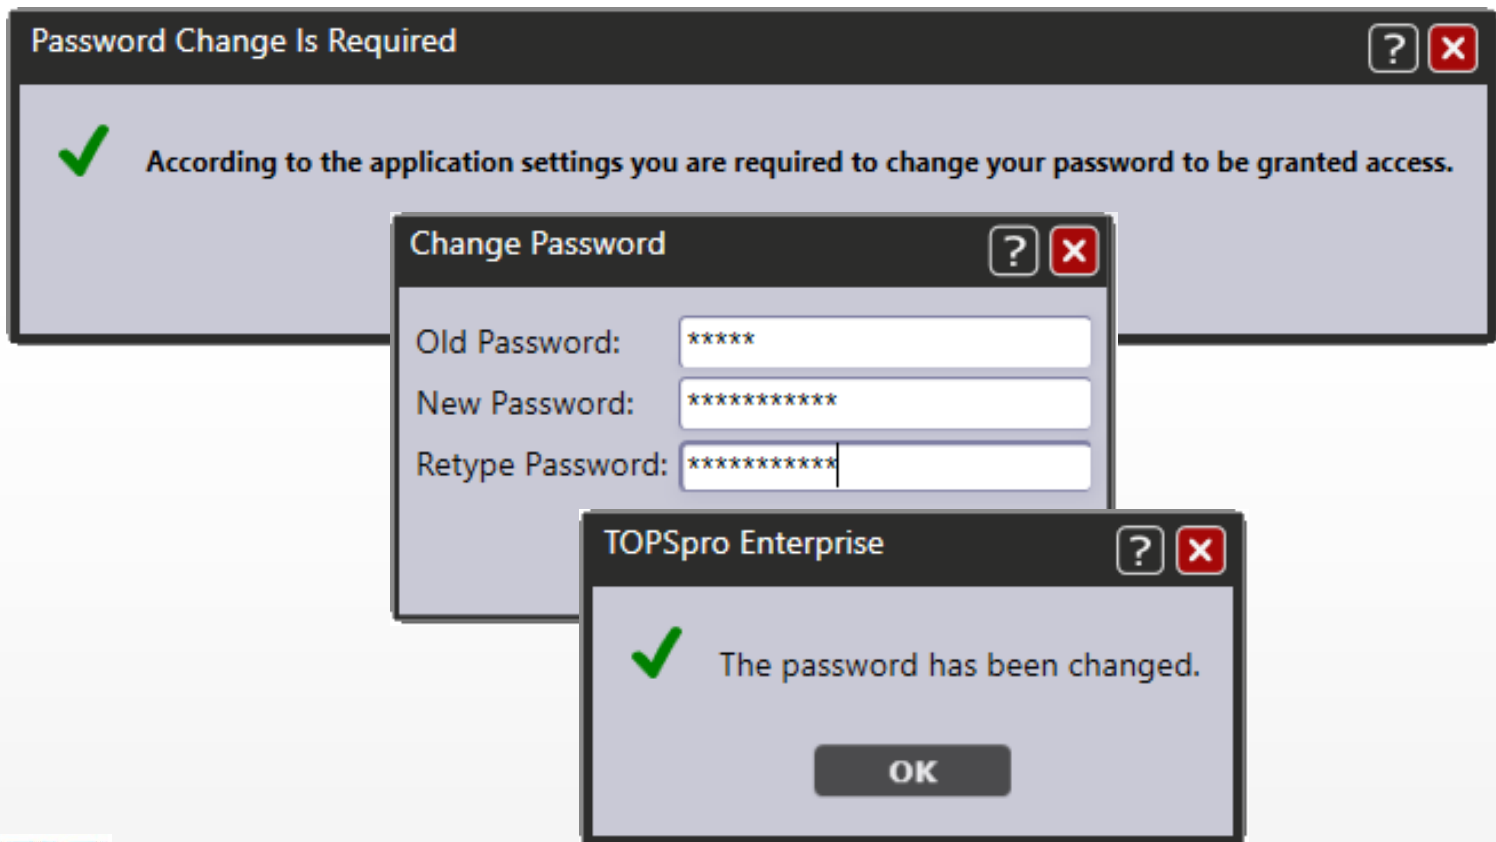 Password Change Is Required
?
According to the application settings you are required to change your password to be granted access.
Change Password
?
Old Password: *****
New Password: ***********
Retype Password: ***********
TOPSpro Enterprise
?
The password has been changed.
OK